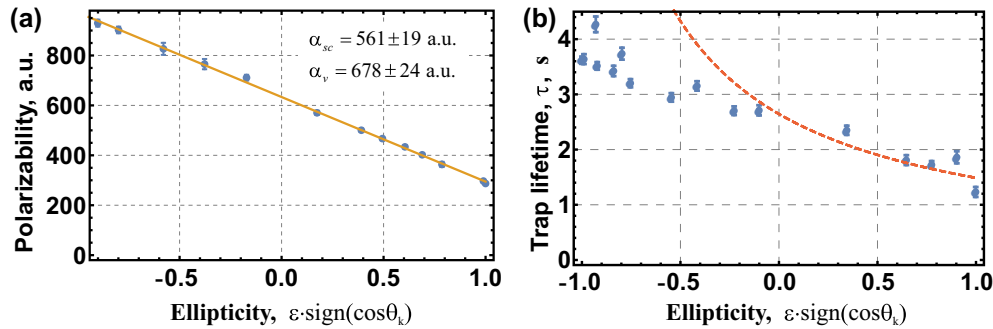 (a)
Polarizability, a.u.
800
600
400
200
0
α_sc = 561±19 a.u.
α_v = 678±24 a.u.
-0.5 0.0 0.5 1.0
Ellipticity, ε·sign(cosθ_k)
(b)
Trap lifetime, τ, s
4
3
2
1
0
-1.0 -0.5 0.0 0.5 1.0
Ellipticity, ε·sign(cosθ_k)